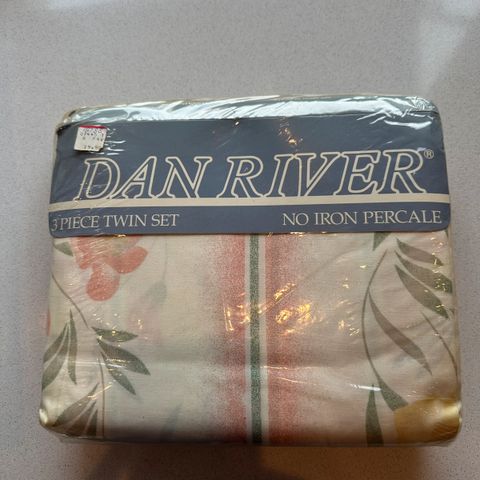 DAN RIVER®
3 PIECE TWIN SET
NO IRON PERCALE